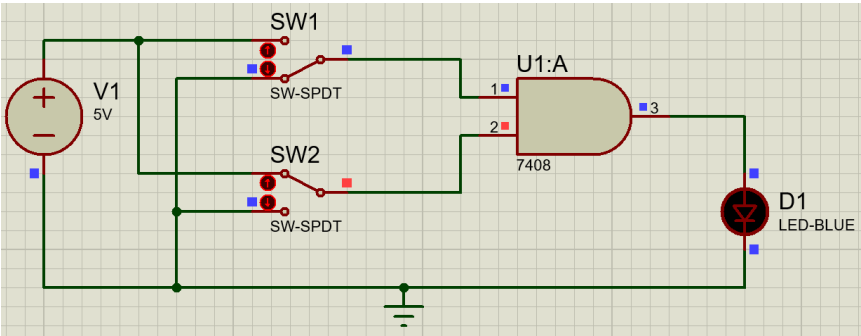 SW1
V1
5V
SW-SPDT
U1:A
1
2
3
7408
SW2
SW-SPDT
D1
LED-BLUE